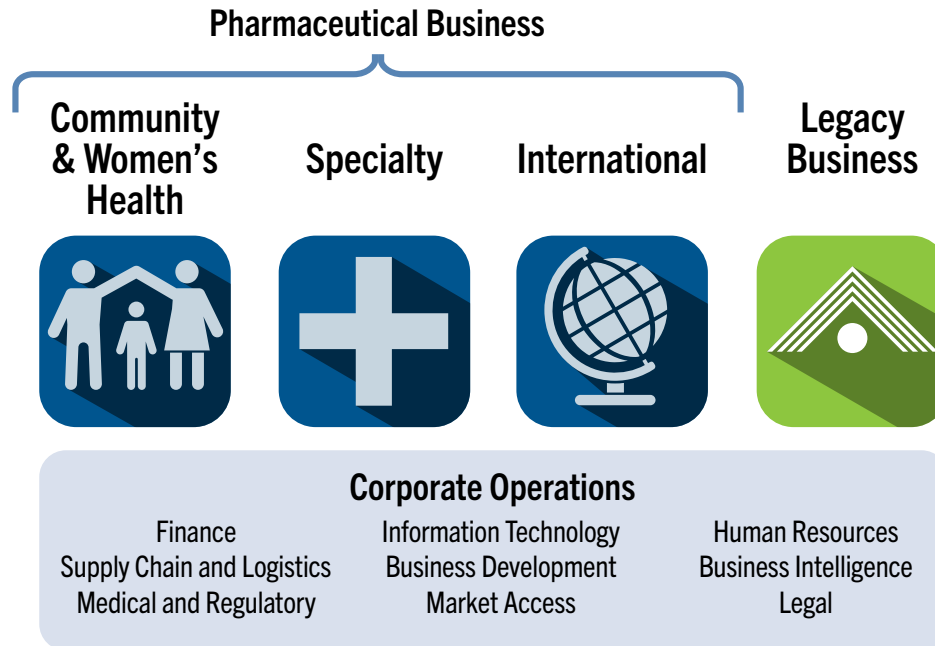 Pharmaceutical Business
Community
& Women’s
Health
Specialty
International
Legacy
Business
Corporate Operations
Finance
Supply Chain and Logistics
Medical and Regulatory
Information Technology
Business Development
Market Access
Human Resources
Business Intelligence
Legal